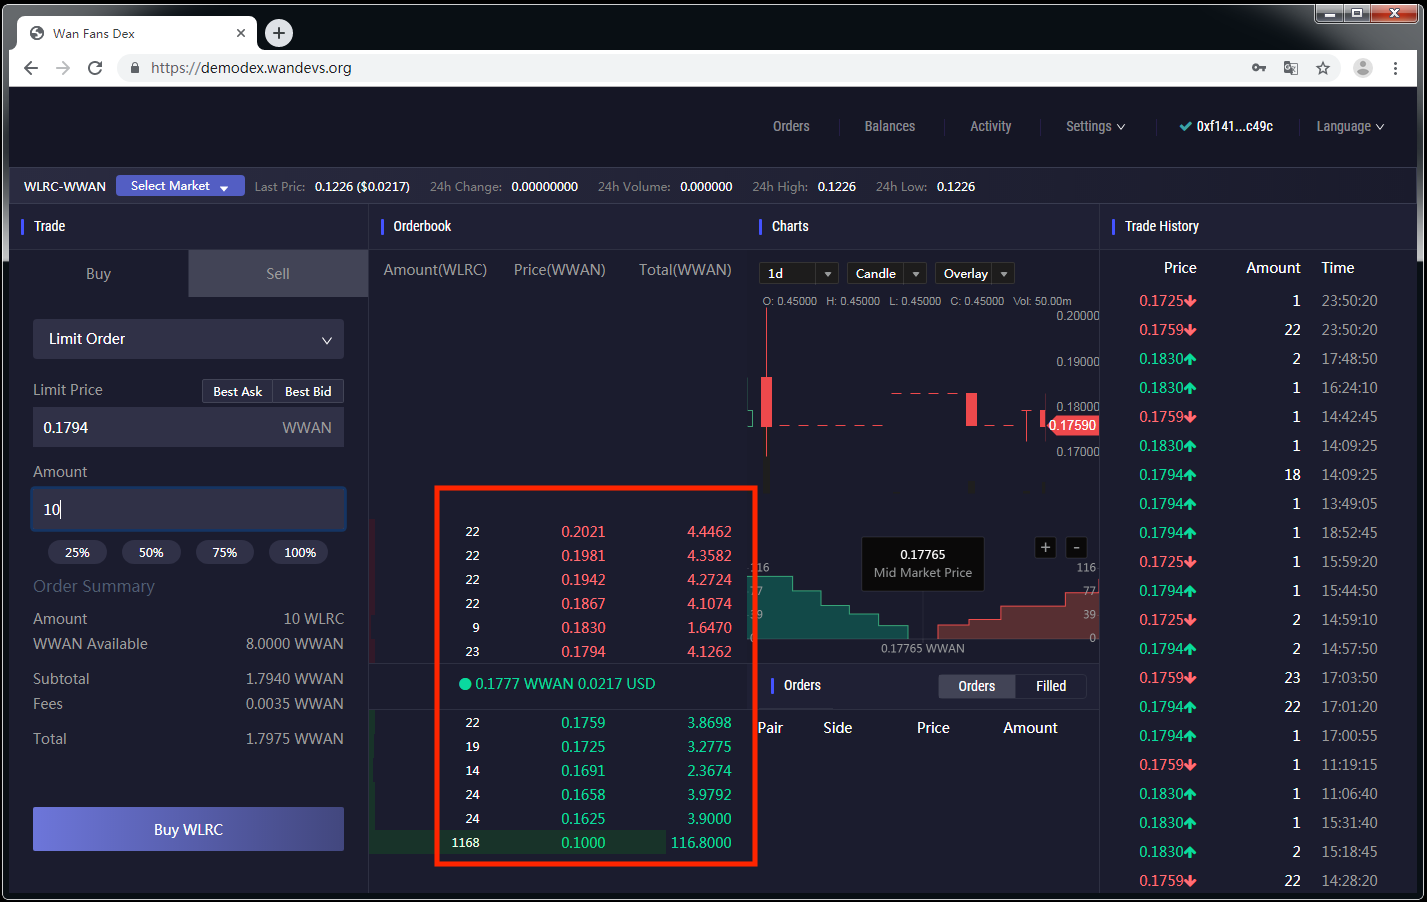 Wan Fans Dex
https://demodex.wandevs.org
Orders Balances Activity Settings 0xf141...c49c Language
WLRC-WWAN Select Market Last Pric: 0.1226 ($0.0217) 24h Change: 0.00000000 24h Volume: 0.000000 24h High: 0.1226 24h Low: 0.1226
Trade
Buy Sell
Limit Order
Limit Price Best Ask Best Bid
0.1794 WWAN
Amount
10
25% 50% 75% 100%
Order Summary
Amount 10 WLRC
WWAN Available 8.0000 WWAN
Subtotal 1.7940 WWAN
Fees 0.0035 WWAN
Total 1.7975 WWAN
Buy WLRC
Orderbook
Amount(WLRC) Price(WWAN) Total(WWAN)
22 0.2021 4.4462
22 0.1981 4.3582
22 0.1942 4.2724
22 0.1867 4.1074
9 0.1830 1.6470
23 0.1794 4.1262
0.1777 WWAN 0.0217 USD
22 0.1759 3.8698
19 0.1725 3.2775
14 0.1691 2.3674
24 0.1658 3.9792
24 0.1625 3.9000
1168 0.1000 116.8000
Charts
1d Candle Overlay
O: 0.45000 H: 0.45000 L: 0.45000 C: 0.45000 Vol: 50.00m
0.20000
0.19000
0.18000
0.17590
0.17000
+ -
0.17765
Mid Market Price
116 116
77 77
39 39
0 0
0.17765 WWAN
Orders Orders Filled
Pair Side Price Amount
Trade History
Price Amount Time
0.1725 1 23:50:20
0.1759 22 23:50:20
0.1830 2 17:48:50
0.1830 1 16:24:10
0.1759 1 14:42:45
0.1830 1 14:09:25
0.1794 18 14:09:25
0.1794 1 13:49:05
0.1794 1 18:52:45
0.1725 1 15:59:20
0.1794 1 15:44:50
0.1725 2 14:59:10
0.1794 2 14:57:50
0.1759 23 17:03:50
0.1794 22 17:01:20
0.1794 1 17:00:55
0.1759 1 11:19:15
0.1830 1 11:06:40
0.1830 1 15:31:40
0.1830 2 15:18:45
0.1759 22 14:28:20